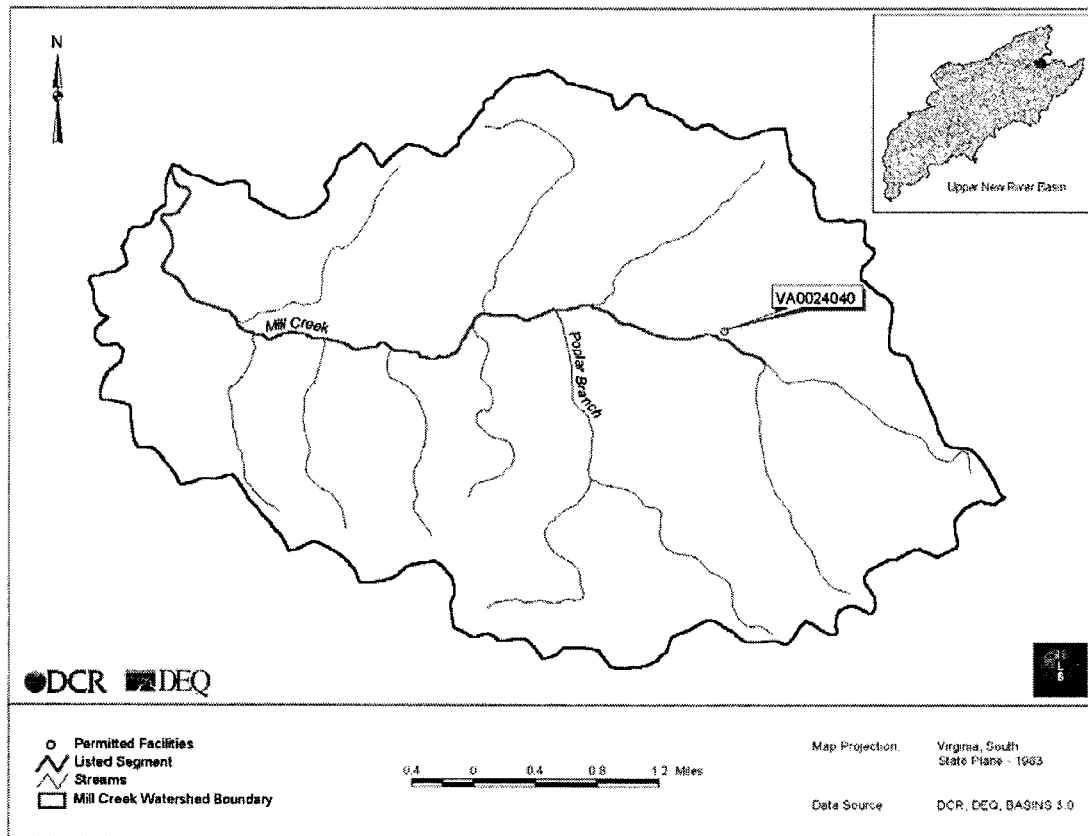 N
Upper New River Basin
VA0024040
Mill Creek
Poplar Branch
DCR DEQ
Permitted Facilities
Listed Segment
Streams
Mill Creek Watershed Boundary
0.4 0 0.4 0.8 1.2 Miles
Map Projection: Virginia, South
State Plane - 1983
Data Source DCR, DEQ, BASINS 3.0